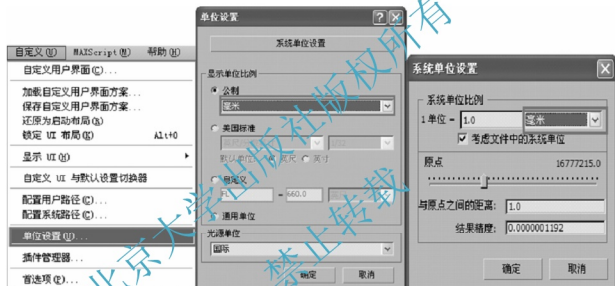 自定义(U) MAXScript(M) 帮助(H)
自定义用户界面(C)...
加载自定义用户界面方案...
保存自定义用户界面方案...
还原为启动布局(R)
锁定 UI 布局(K) Alt+0
显示 UI(H)
自定义 UI 与默认设置切换器
配置用户路径(C)...
配置系统路径(C)...
单位设置(U)...
插件管理器...
首选项(P)...
单位设置
系统单位设置
显示单位比例
公制
毫米
美国标准
默认单位: 英尺 英寸
自定义
= 660.0
通用单位
光源单位
国际
确定 取消
系统单位设置
系统单位比例
1 单位 = 1.0 毫米
考虑文件中的系统单位
原点 16777215.0
与原点之间的距离: 1.0
结果精度: 0.0000001192
确定 取消
北京大学出版社版权所有
禁止转载